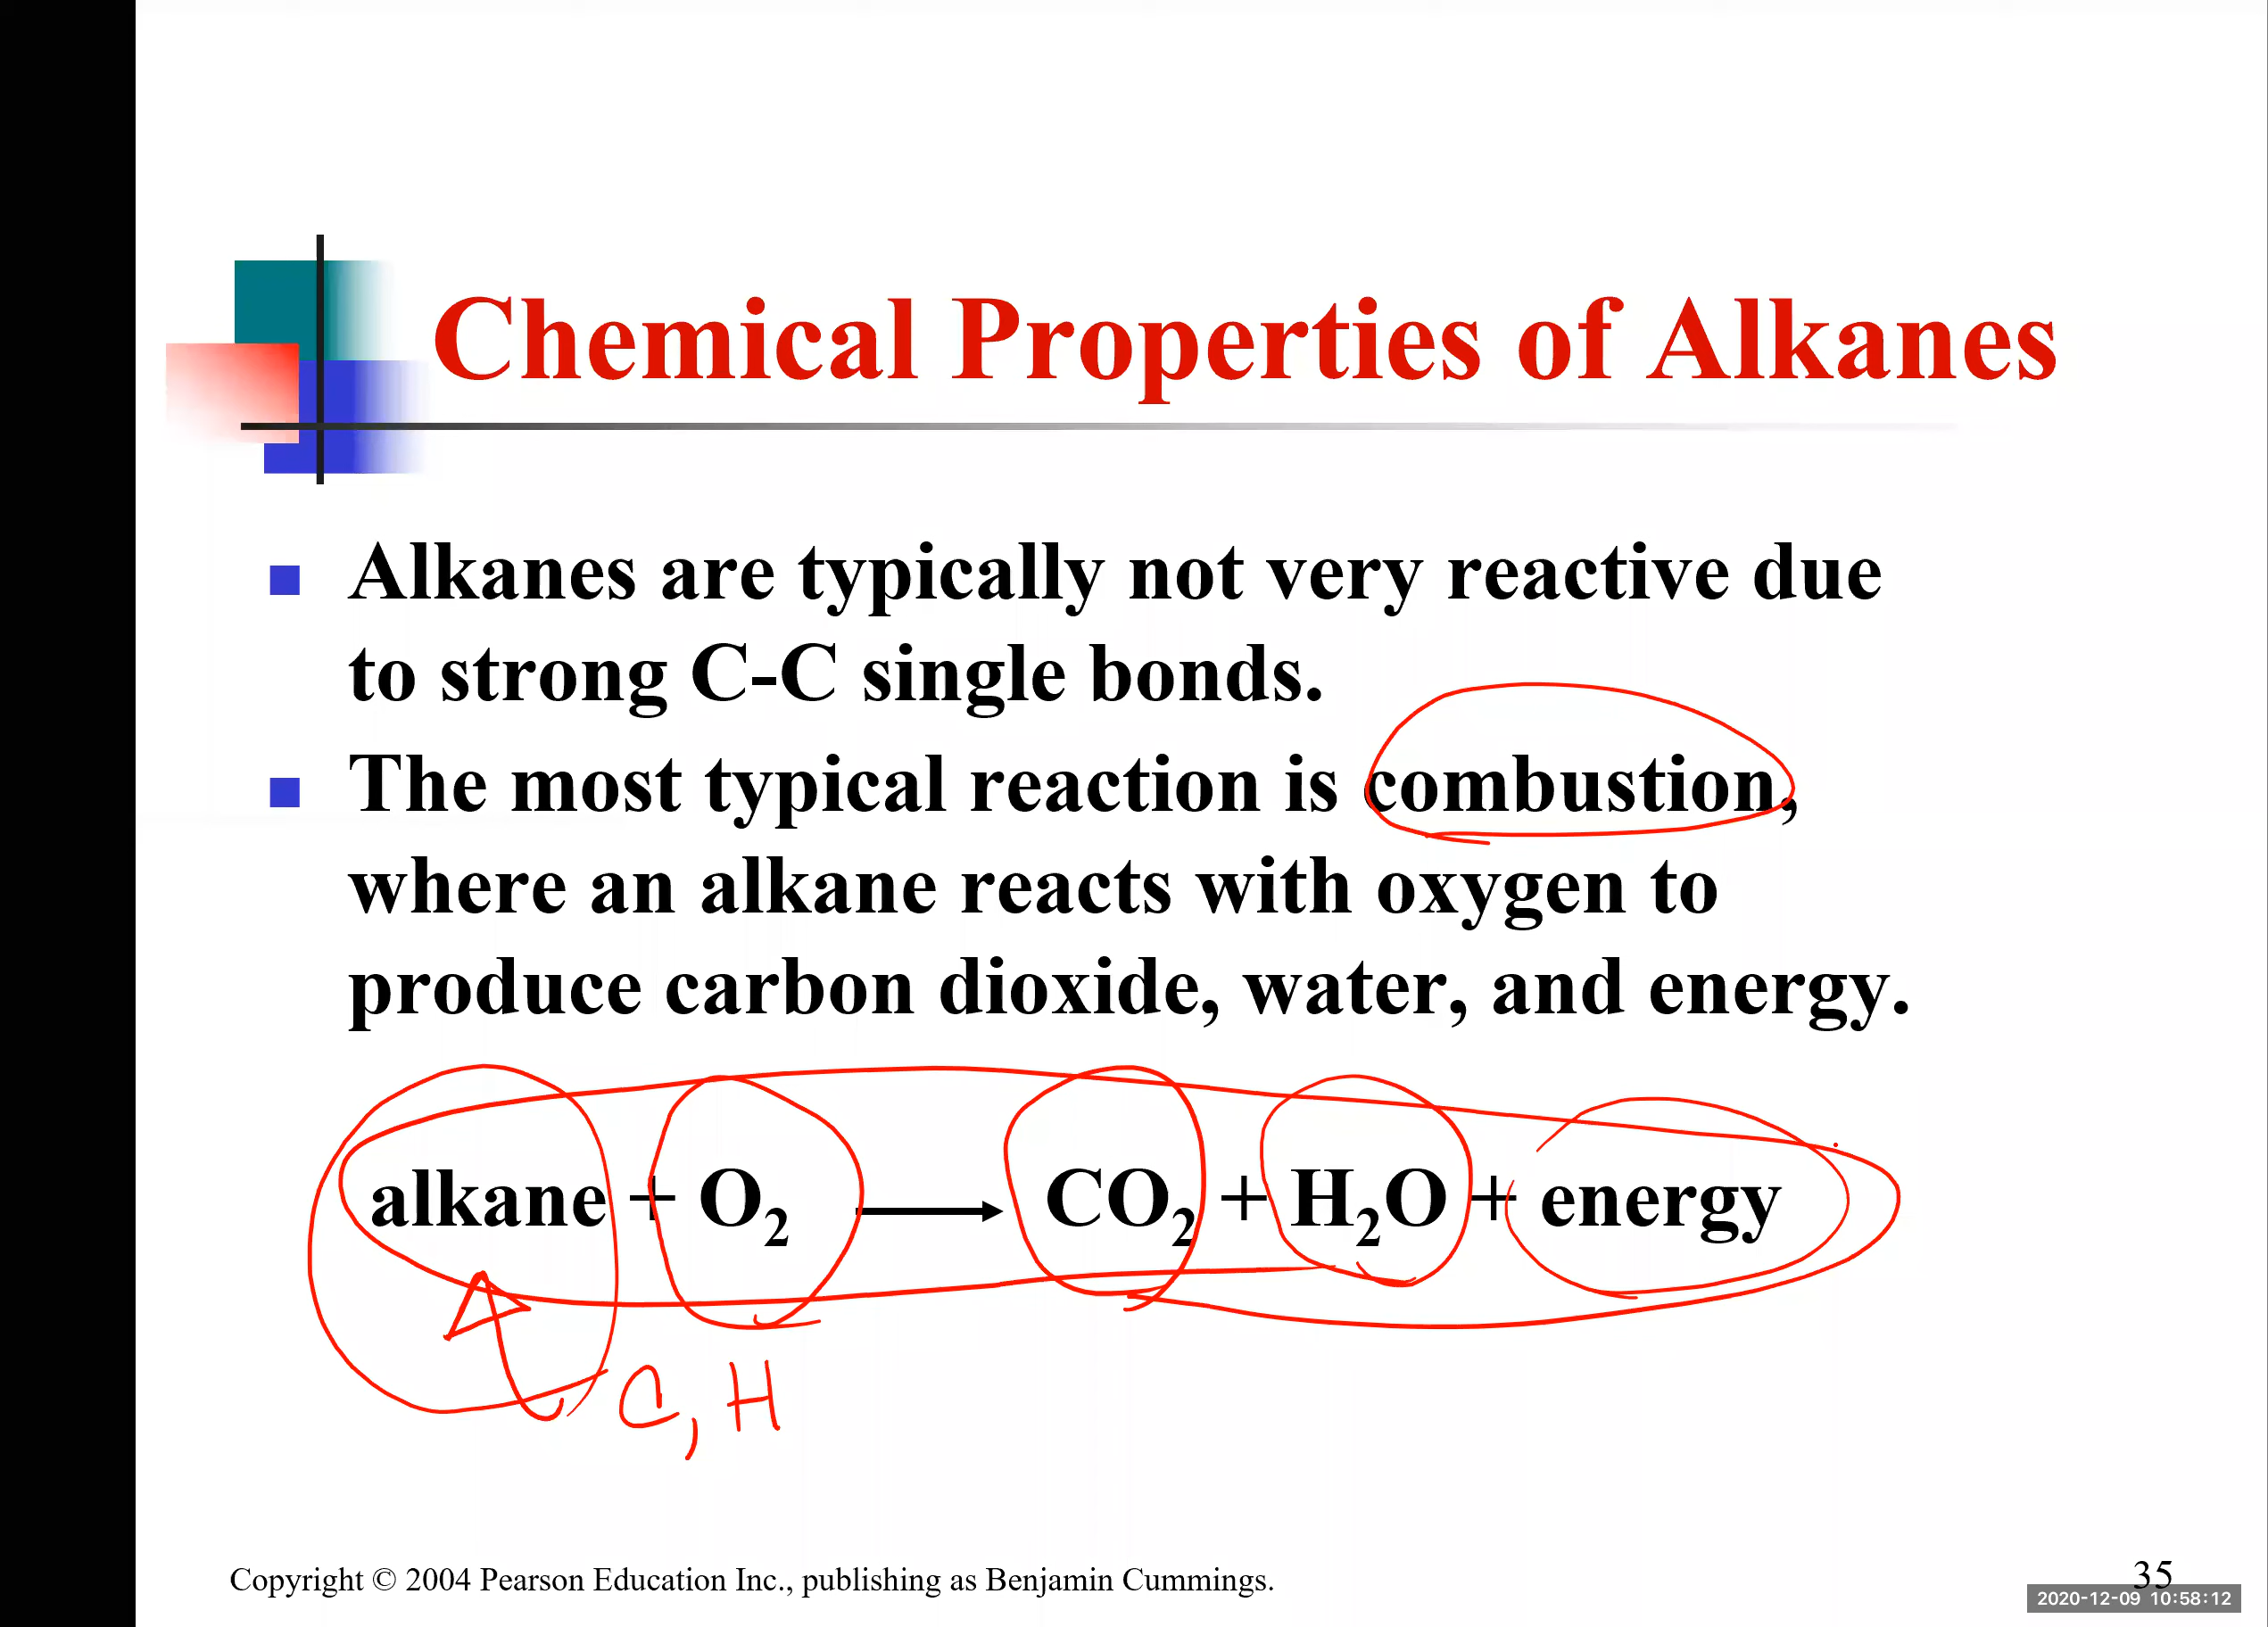 Chemical Properties of Alkanes
Alkanes are typically not very reactive due
to strong C-C single bonds.
The most typical reaction is combustion,
where an alkane reacts with oxygen to
produce carbon dioxide, water, and energy.
alkane + O₂ ⟶ CO₂ + H₂O + energy
C, H
Copyright © 2004 Pearson Education Inc., publishing as Benjamin Cummings.
35
2020-12-09 10:58:12